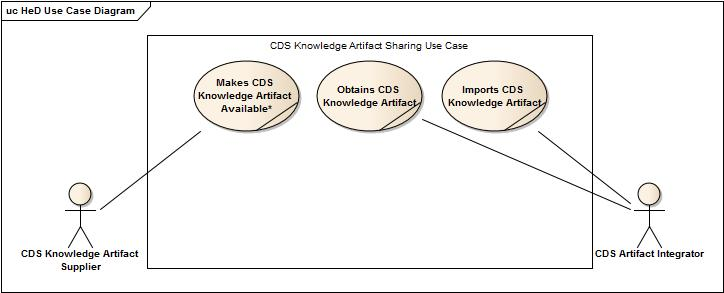 uc HeD Use Case Diagram
CDS Knowledge Artifact Sharing Use Case
Makes CDS
Knowledge Artifact
Available*
Obtains CDS
Knowledge Artifact
Imports CDS
Knowledge Artifact
CDS Knowledge Artifact
Supplier
CDS Artifact Integrator